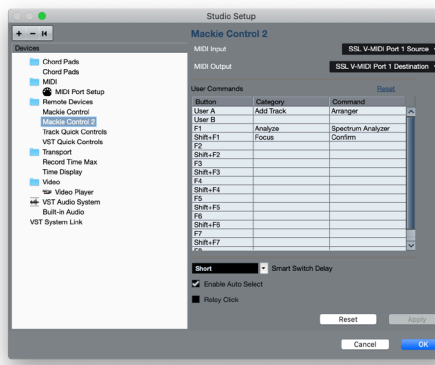 Studio Setup
+ − |◀
Devices
Chord Pads
Chord Pads
MIDI
MIDI Port Setup
Remote Devices
Mackie Control
Mackie Control 2
Track Quick Controls
VST Quick Controls
Transport
Record Time Max
Time Display
Video
Video Player
VST Audio System
Built-in Audio
VST System Link
Mackie Control 2
MIDI Input SSL V-MIDI Port 1 Source
MIDI Output SSL V-MIDI Port 1 Destination
User Commands Reset
Button Category Command
User A Add Track Arranger
User B
F1 Analyze Spectrum Analyzer
Shift+F1 Focus Confirm
F2
Shift+F2
F3
Shift+F3
F4
Shift+F4
F5
Shift+F5
F6
Shift+F6
F7
Shift+F7
F8
Short Smart Switch Delay
Enable Auto Select
Relay Click
Reset Apply
Cancel OK